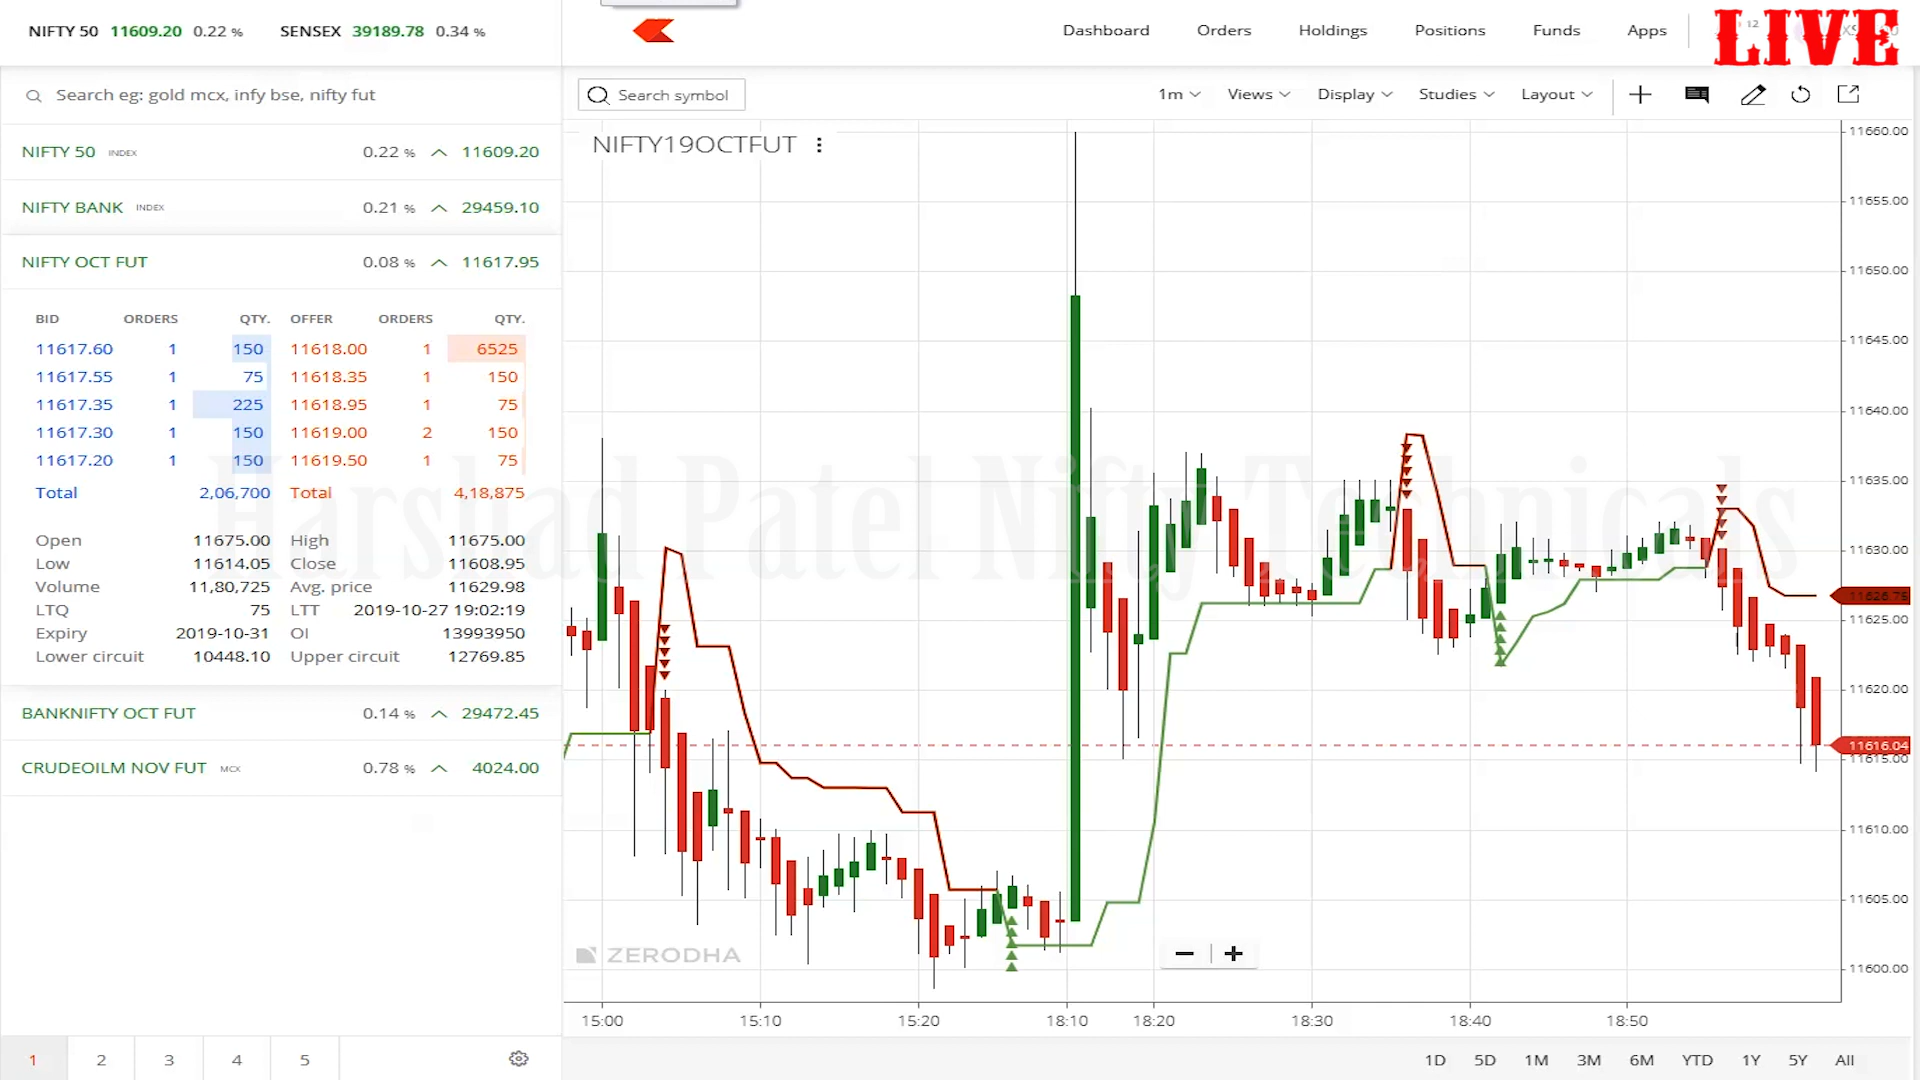 NIFTY 50 11609.20 0.22 % SENSEX 39189.78 0.34 %
Dashboard Orders Holdings Positions Funds Apps
12
LIVE
Search eg: gold mcx, infy bse, nifty fut
Search symbol
1m Views Display Studies Layout
NIFTY 50 INDEX 0.22 % 11609.20
NIFTY BANK INDEX 0.21 % 29459.10
NIFTY OCT FUT 0.08 % 11617.95
BID ORDERS QTY. OFFER ORDERS QTY.
11617.60 1 150 11618.00 1 6525
11617.55 1 75 11618.35 1 150
11617.35 1 225 11618.95 1 75
11617.30 1 150 11619.00 2 150
11617.20 1 150 11619.50 1 75
Total 2,06,700 Total 4,18,875
Open 11675.00 High 11675.00
Low 11614.05 Close 11608.95
Volume 11,80,725 Avg. price 11629.98
LTQ 75 LTT 2019-10-27 19:02:19
Expiry 2019-10-31 OI 13993950
Lower circuit 10448.10 Upper circuit 12769.85
BANKNIFTY OCT FUT 0.14 % 29472.45
CRUDEOILM NOV FUT MCX 0.78 % 4024.00
1 2 3 4 5
NIFTY19OCTFUT
Harshad Patel Nifty Technicals
11660.00
11655.00
11650.00
11645.00
11640.00
11635.00
11630.00
11626.75
11625.00
11620.00
11616.04
11615.00
11610.00
11605.00
11600.00
ZERODHA
15:00 15:10 15:20 18:10 18:20 18:30 18:40 18:50
1D 5D 1M 3M 6M YTD 1Y 5Y All